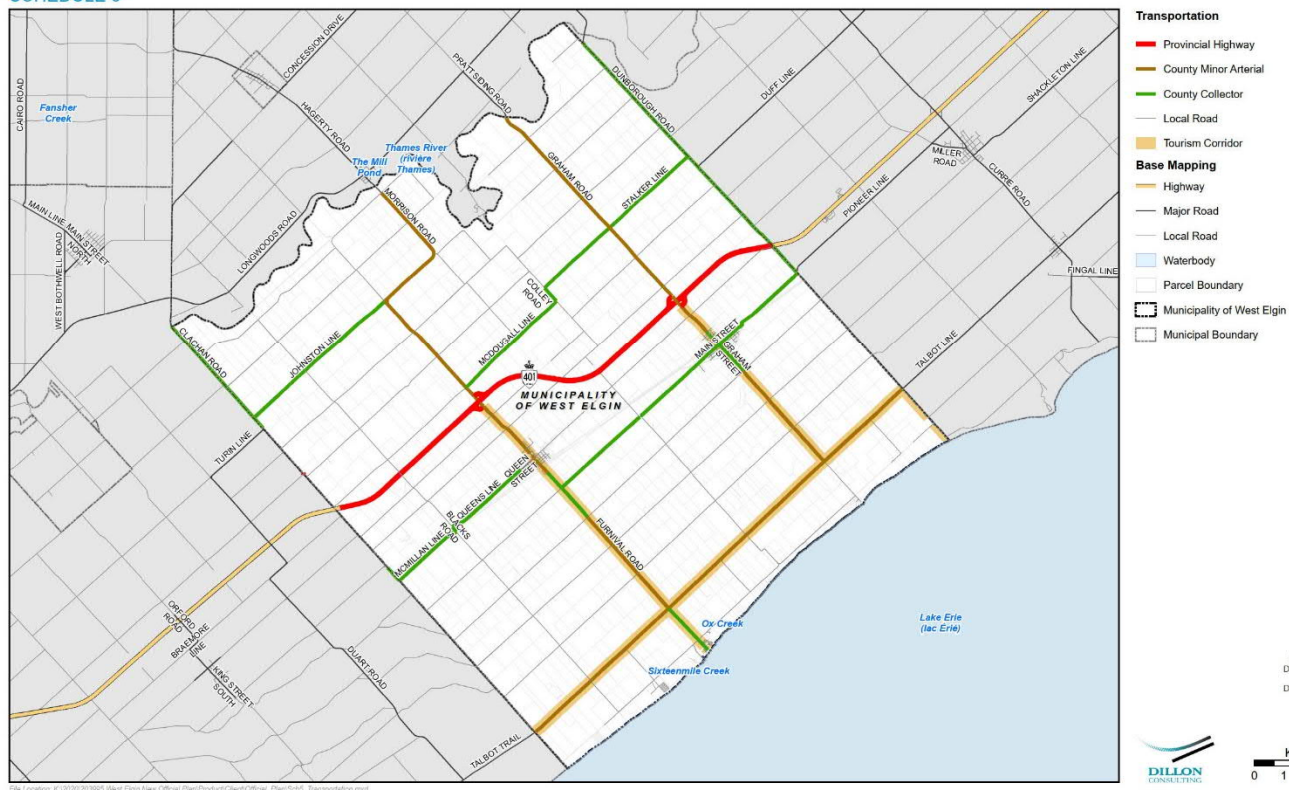 CAIRO ROAD
Fansher
Creek
CONCESSION DRIVE
HAGERTY ROAD
PRATT SIDING ROAD
DUNBOROUGH ROAD
DUFF LINE
SHACKLETON LINE
MILLER
ROAD
CURRIE ROAD
PIONEER LINE
FINGAL LINE
Thames River
(rivière
Thames)
The Mill
Pond
GRAHAM ROAD
STALKER LINE
MORRISON ROAD
MAIN LINE/MAIN STREET
NORTH
WEST BOTHWELL ROAD
LONGWOODS ROAD
COLLEY
ROAD
MCDOUGALL LINE
CLACHAN ROAD
JOHNSTON LINE
MAIN STREET
GRAHAM
STREET
401
MUNICIPALITY
OF WEST ELGIN
TALBOT LINE
TURIN LINE
QUEEN
STREET
QUEENS LINE
BLACKS
ROAD
MCMILLAN LINE
FURNIVAL ROAD
Ox Creek
Sixteenmile Creek
Lake Erie
(lac Érié)
ORFORD
ROAD
BRAEMORE
LINE
KING STREET
SOUTH
DUART ROAD
TALBOT TRAIL
Transportation
Provincial Highway
County Minor Arterial
County Collector
Local Road
Tourism Corridor
Base Mapping
Highway
Major Road
Local Road
Waterbody
Parcel Boundary
Municipality of West Elgin
Municipal Boundary
D
D
DILLON
CONSULTING
K
0 1